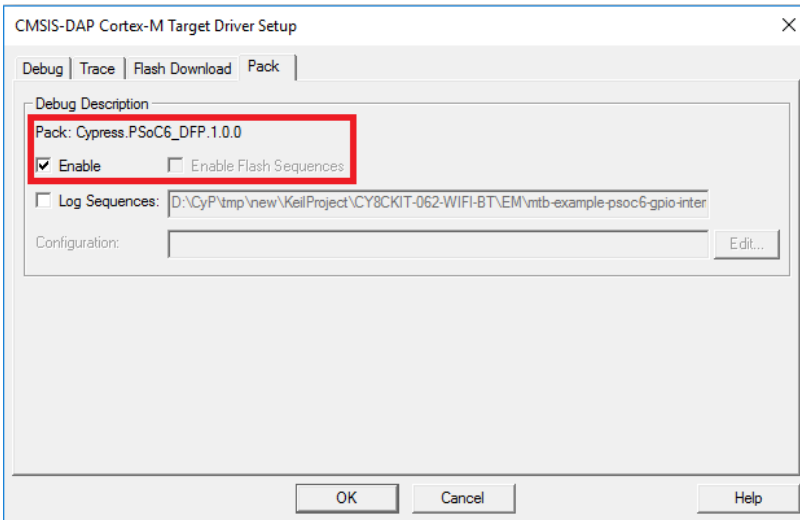 CMSIS-DAP Cortex-M Target Driver Setup
Debug Trace Flash Download Pack
Debug Description
Pack: Cypress.PSoC6_DFP.1.0.0
Enable Enable Flash Sequences
Log Sequences: D:\CyP\tmp\new\KeilProject\CY8CKIT-062-WIFI-BT\EM\mtb-example-psoc6-gpio-inter
Configuration: Edit...
OK Cancel Help